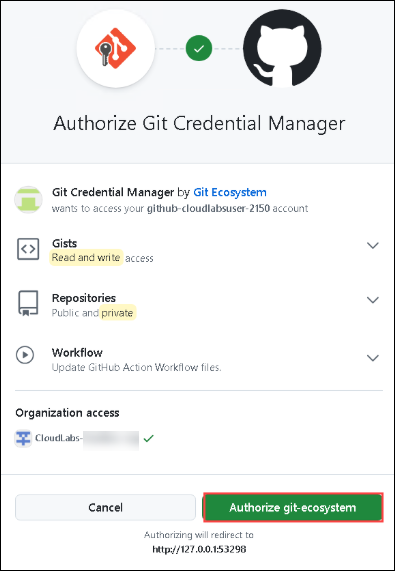 Authorize Git Credential Manager
Git Credential Manager by Git Ecosystem
wants to access your github-cloudlabsuser-2150 account
Gists
Read and write access
Repositories
Public and private
Workflow
Update GitHub Action Workflow files.
Organization access
CloudLabs-
Cancel
Authorize git-ecosystem
Authorizing will redirect to
http://127.0.0.1:53298